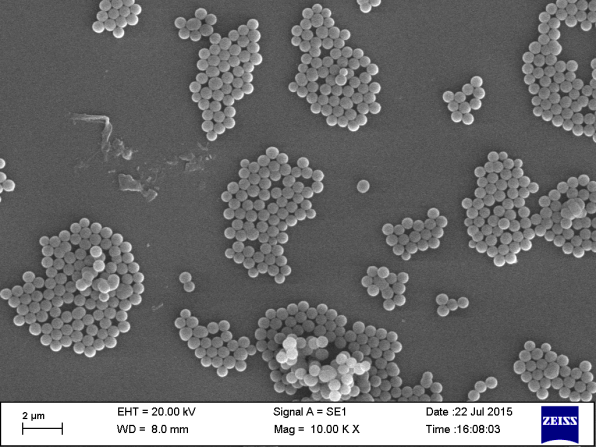 2 µm
EHT = 20.00 kV
Signal A = SE1
Date :22 Jul 2015
WD = 8.0 mm
Mag = 10.00 K X
Time :16:08:03
ZEISS